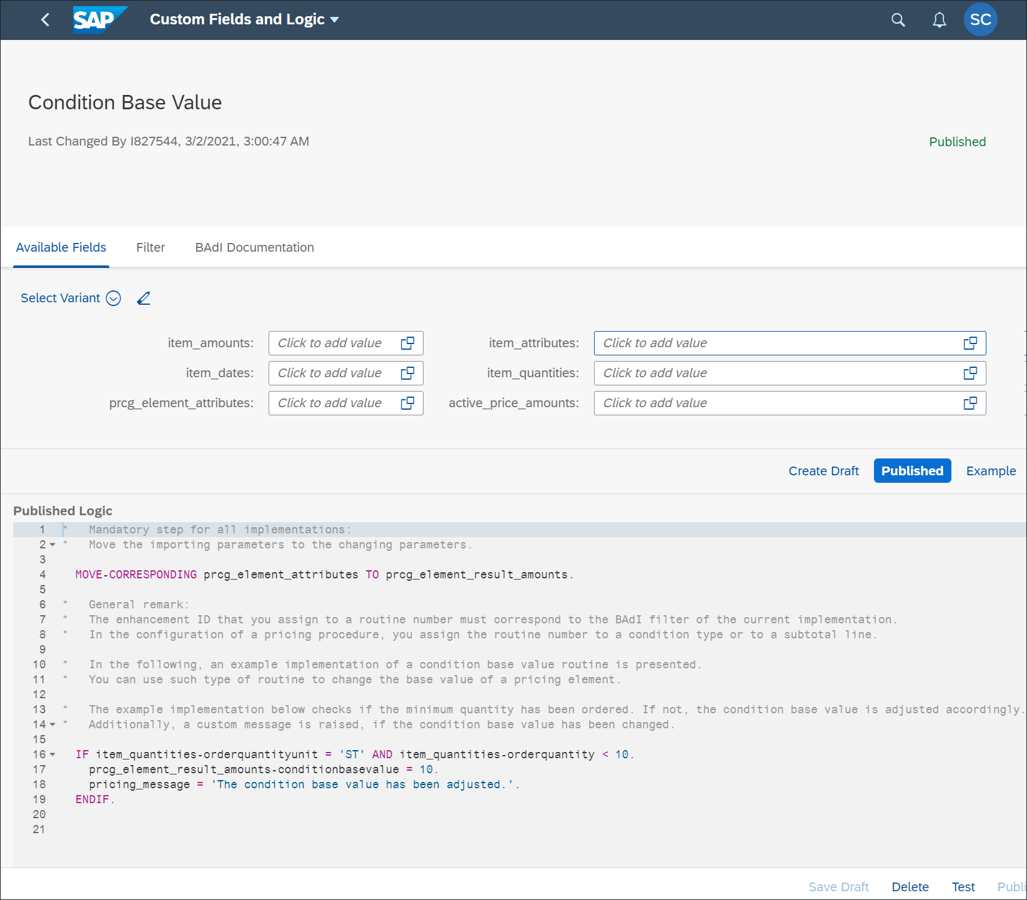 SAP Custom Fields and Logic SC
Condition Base Value
Last Changed By I827544, 3/2/2021, 3:00:47 AM Published
Available Fields Filter BAdI Documentation
Select Variant
item_amounts: Click to add value item_attributes: Click to add value
item_dates: Click to add value item_quantities: Click to add value
prcg_element_attributes: Click to add value active_price_amounts: Click to add value
Create Draft Published Example
Published Logic
1 * Mandatory step for all implementations:
2 * Move the importing parameters to the changing parameters.
3
4 MOVE-CORRESPONDING prcg_element_attributes TO prcg_element_result_amounts.
5
6 * General remark:
7 * The enhancement ID that you assign to a routine number must correspond to the BAdI filter of the current implementation.
8 * In the configuration of a pricing procedure, you assign the routine number to a condition type or to a subtotal line.
9
10 * In the following, an example implementation of a condition base value routine is presented.
11 * You can use such type of routine to change the base value of a pricing element.
12
13 * The example implementation below checks if the minimum quantity has been ordered. If not, the condition base value is adjusted accordingly.
14 * Additionally, a custom message is raised, if the condition base value has been changed.
15
16 IF item_quantities-orderquantityunit = 'ST' AND item_quantities-orderquantity < 10.
17 prcg_element_result_amounts-conditionbasevalue = 10.
18 pricing_message = 'The condition base value has been adjusted.'.
19 ENDIF.
20
21
Save Draft Delete Test Publi